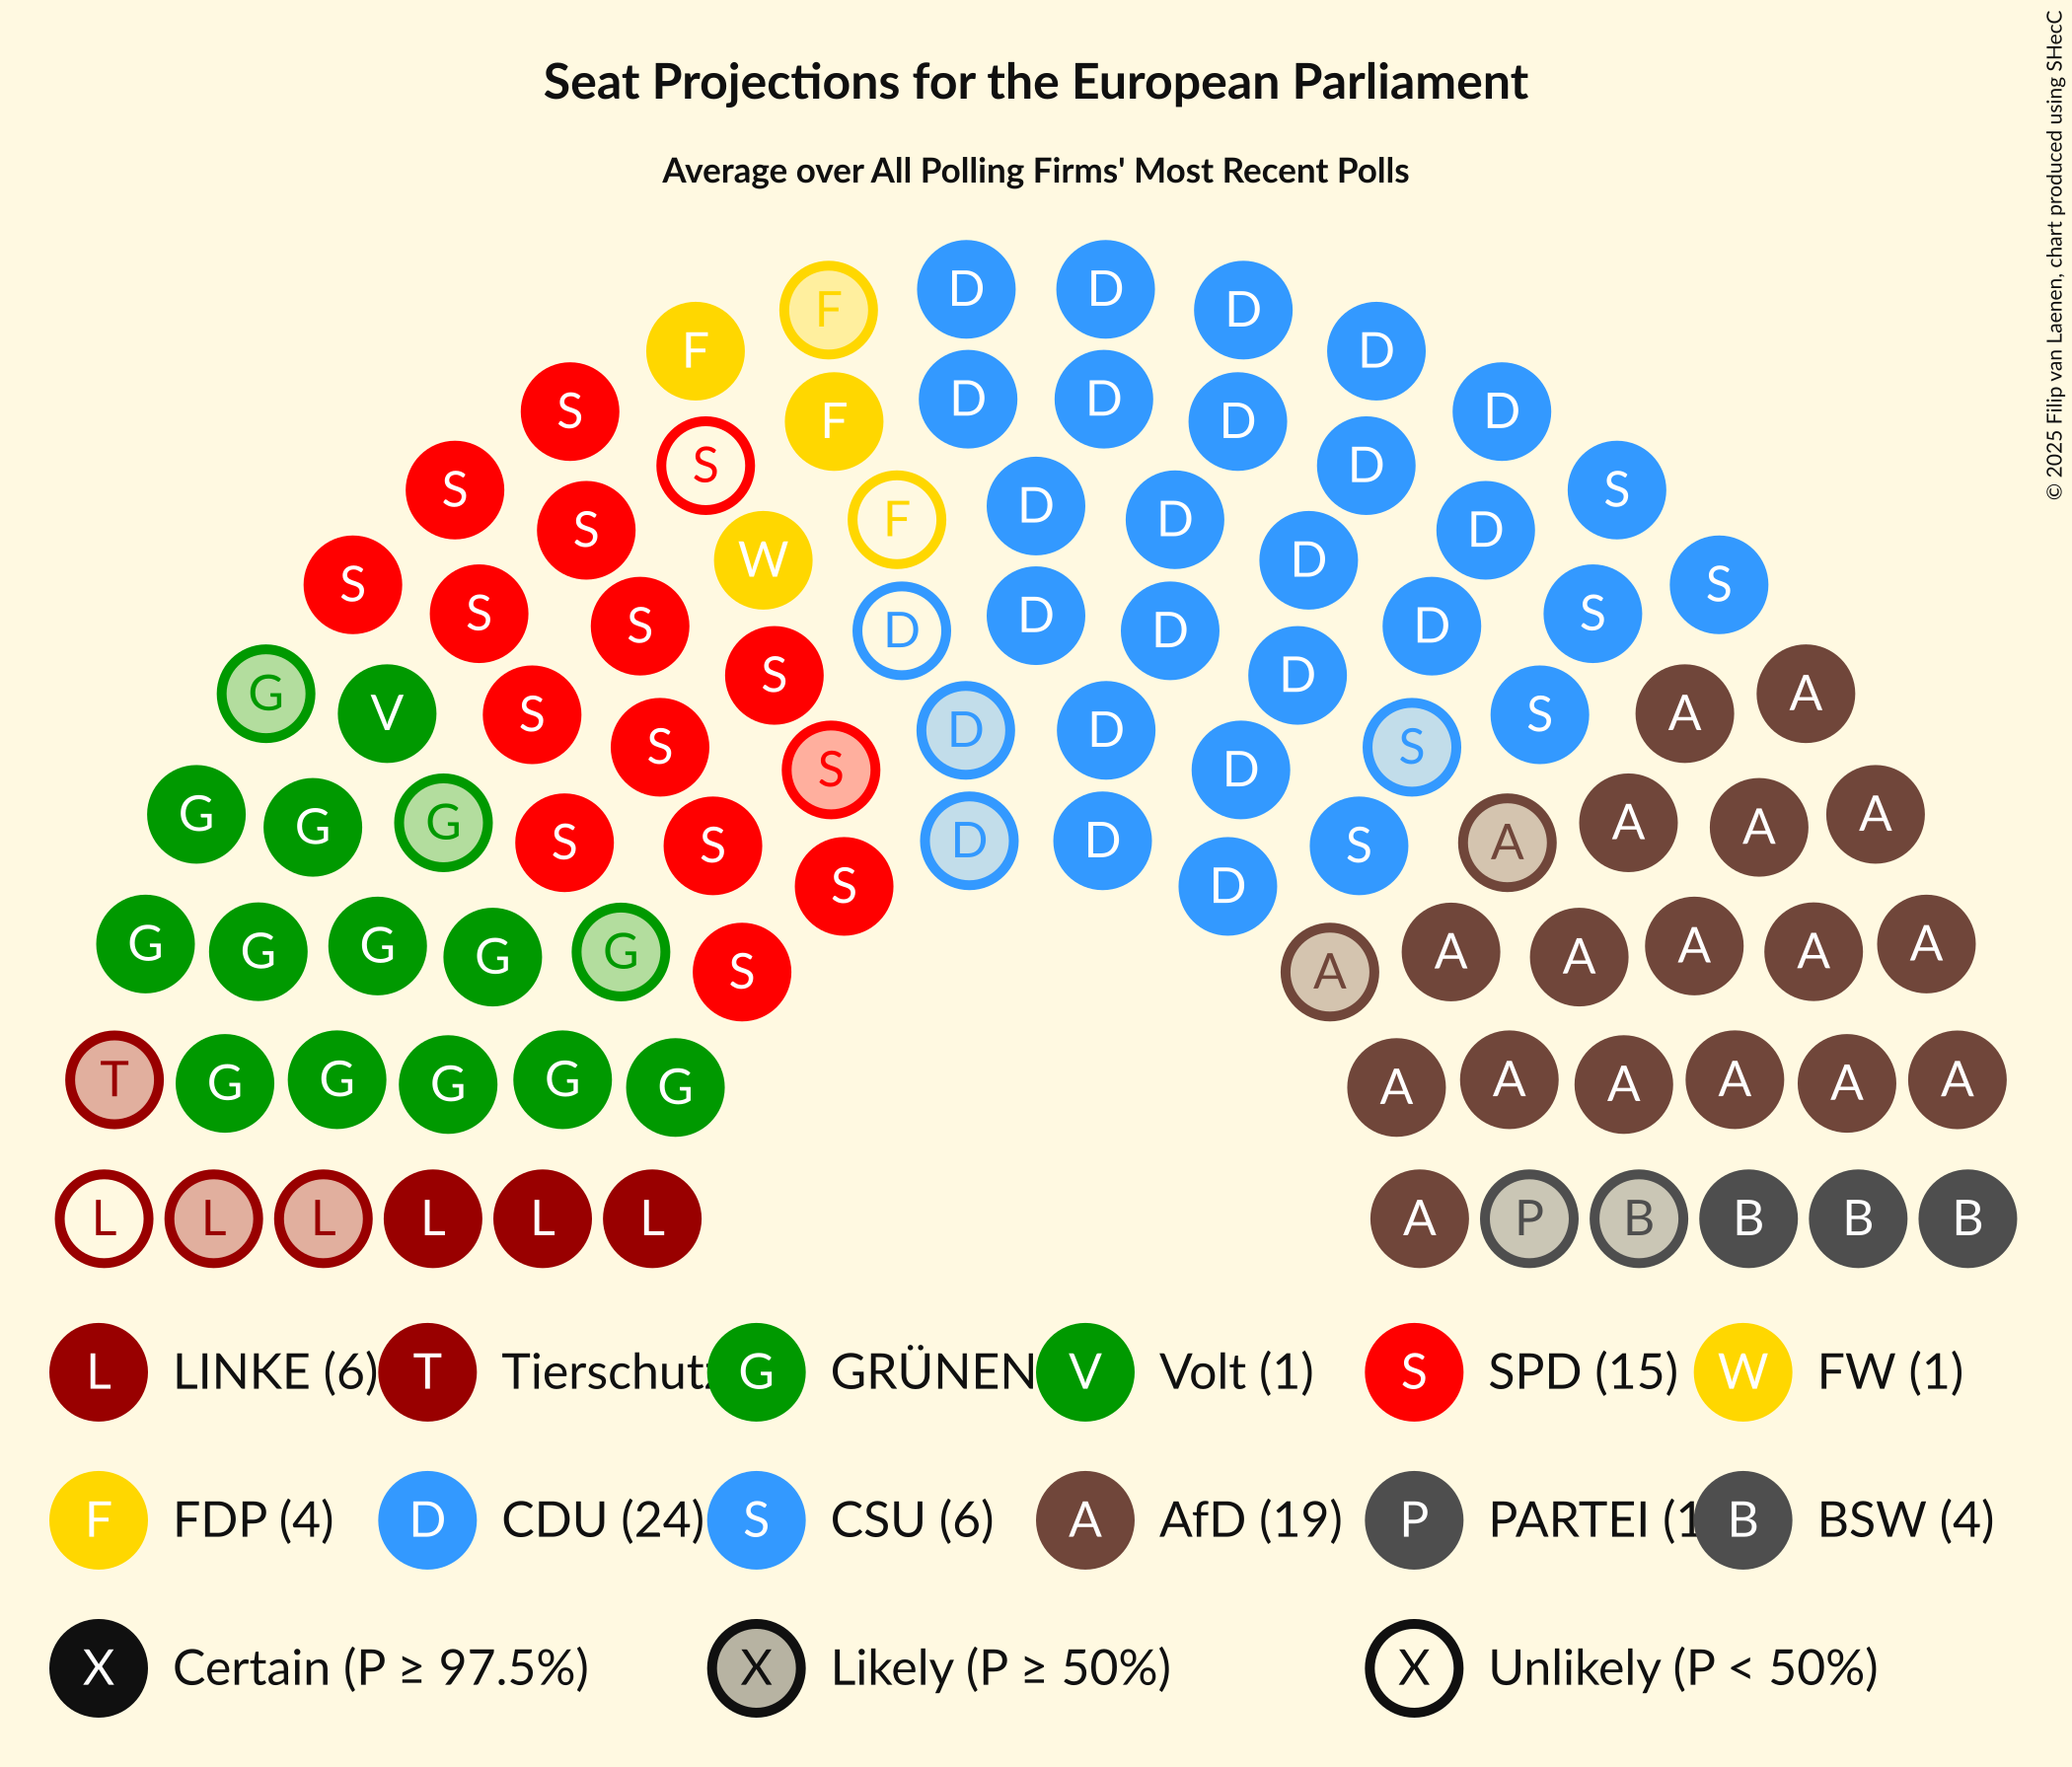 Seat Projections for the European Parliament
Average over All Polling Firms' Most Recent Polls
© 2025 Filip van Laenen, chart produced using SHecC
D D
F D
F D
D D
S D
F D
S D
S D
D
F
S S
D D
S D
S W D
S S
S D
S D
D D
D
S S
G A
V S S A
D D
S S
S D
G A
G A
G A
S A
D D
S S
S D
G A
G A
G A
G A
G A
S A
T G G G G G
A A A A A A
L L L L L L A P B B B B
L LINKE (6) T Tierschutz G GRÜNEN V Volt (1) S SPD (15) W FW (1)
F FDP (4) D CDU (24) S CSU (6) A AfD (19) P PARTEI (1 B BSW (4)
X Certain (P ≥ 97.5%) X Likely (P ≥ 50%) X Unlikely (P < 50%)